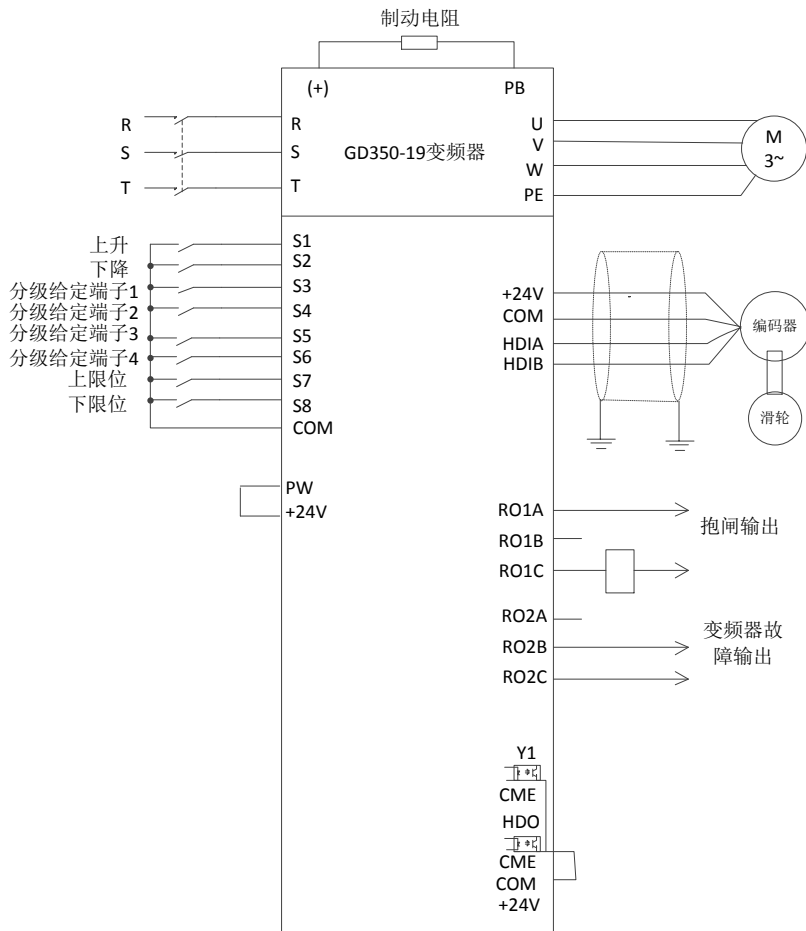 制动电阻
(+)
PB
R
S
T
R
S
T
GD350-19变频器
U
V
W
PE
M
3~
上升
下降
分级给定端子1
分级给定端子2
分级给定端子3
分级给定端子4
上限位
下限位
S1
S2
S3
S4
S5
S6
S7
S8
COM
PW
+24V
+24V
COM
HDIA
HDIB
编码器
滑轮
RO1A
RO1B
RO1C
抱闸输出
RO2A
RO2B
RO2C
变频器故
障输出
Y1
CME
HDO
CME
COM
+24V